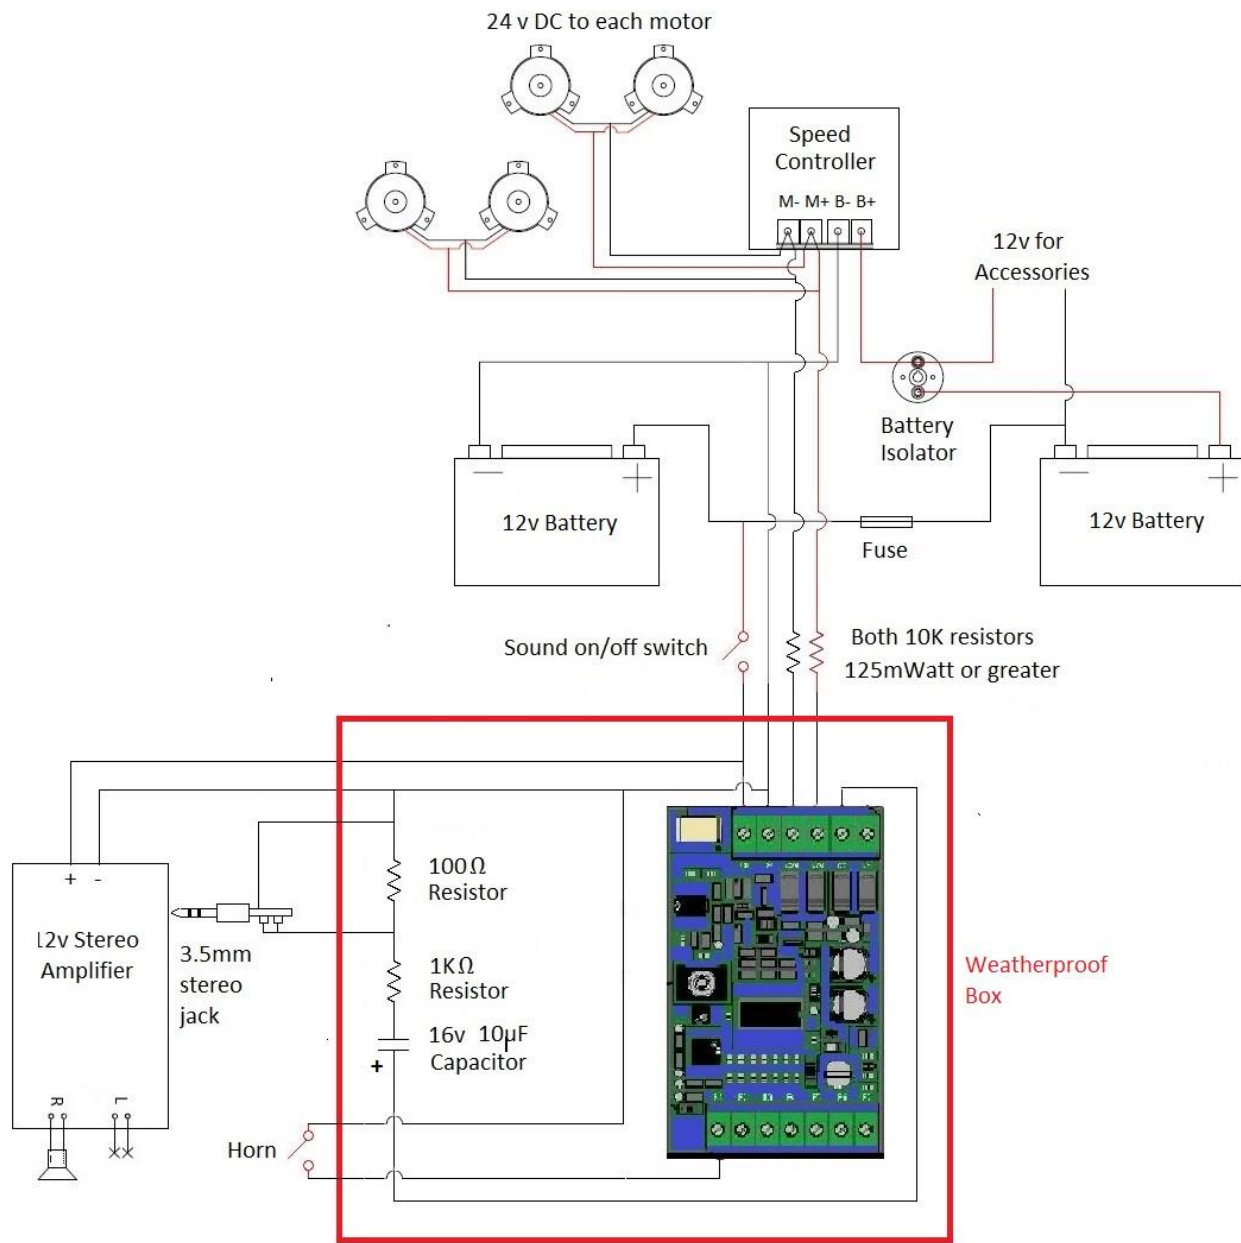 24 v DC to each motor
Speed
Controller
M- M+ B- B+
12v for
Accessories
Battery
Isolator
12v Battery
Fuse
12v Battery
Sound on/off switch
Both 10K resistors
125mWatt or greater
100Ω
Resistor
+ -
12v Stereo
Amplifier
3.5mm
stereo
jack
1KΩ
Resistor
Weatherproof
Box
16v 10µF
Capacitor
+
R L
Horn